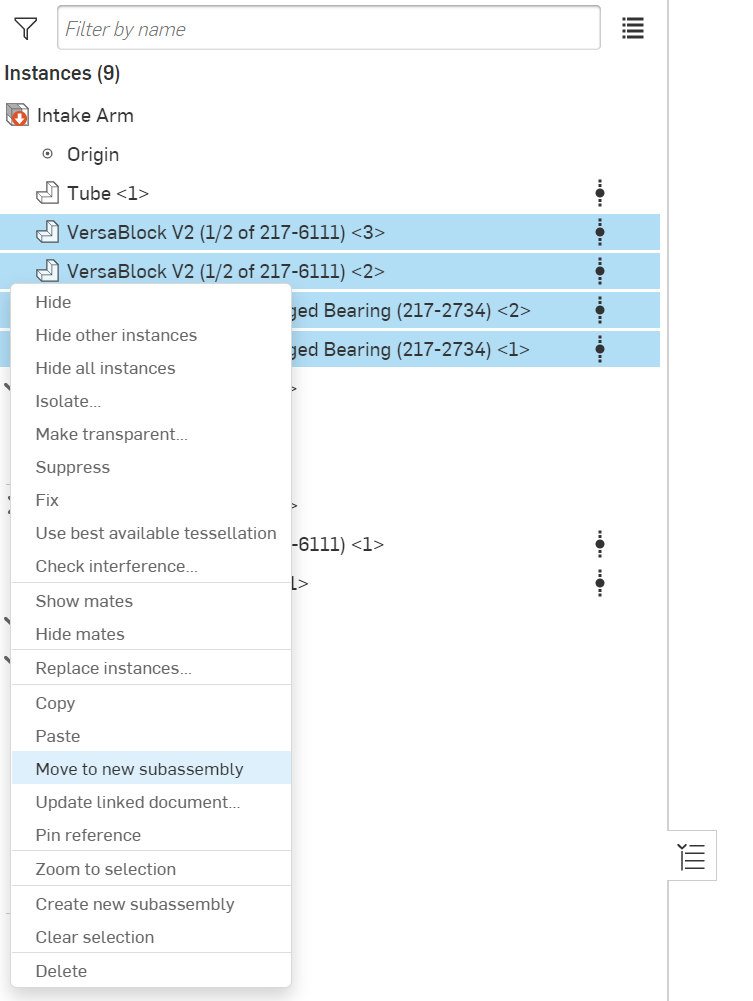 Filter by name
Instances (9)
Intake Arm
Origin
Tube <1>
VersaBlock V2 (1/2 of 217-6111) <3>
VersaBlock V2 (1/2 of 217-6111) <2>
ged Bearing (217-2734) <2>
ged Bearing (217-2734) <1>
>
>
-6111) <1>
1>
Hide
Hide other instances
Hide all instances
Isolate...
Make transparent...
Suppress
Fix
Use best available tessellation
Check interference...
Show mates
Hide mates
Replace instances...
Copy
Paste
Move to new subassembly
Update linked document...
Pin reference
Zoom to selection
Create new subassembly
Clear selection
Delete